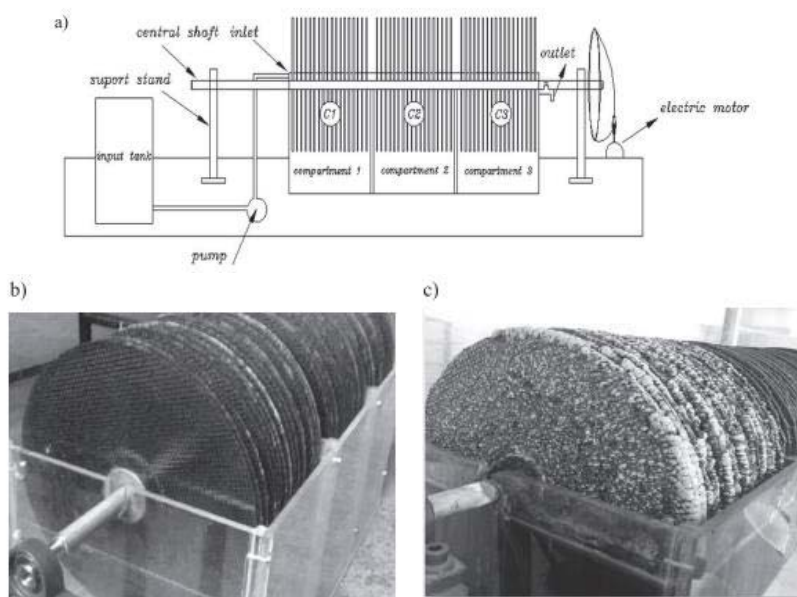 a)
central shaft inlet
suport stand
outlet
electric motor
input tank
C1
C2
C3
compartment 1
compartment 2
compartment 3
pump
b)
c)